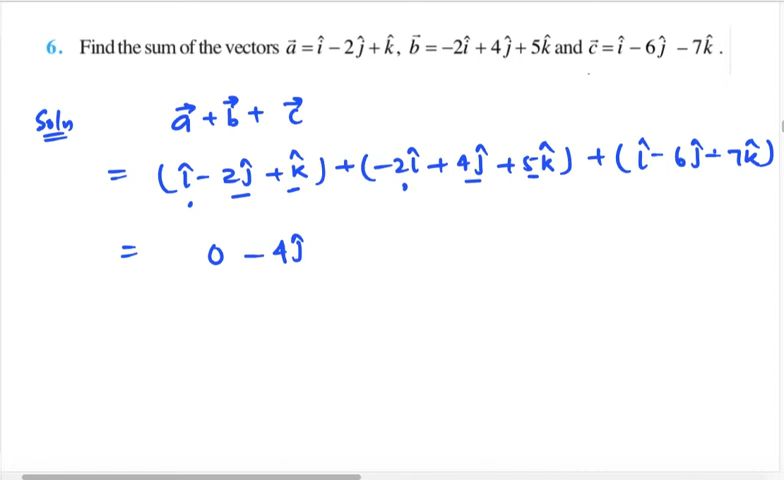 6. Find the sum of the vectors a⃗ = î − 2ĵ + k̂, b⃗ = −2î + 4ĵ + 5k̂ and c⃗ = î − 6ĵ − 7k̂ .
Soln a⃗ + b⃗ + c⃗
= (î − 2ĵ + k̂) + (−2î + 4ĵ + 5k̂) + (î − 6ĵ − 7k̂)
= 0 − 4ĵ